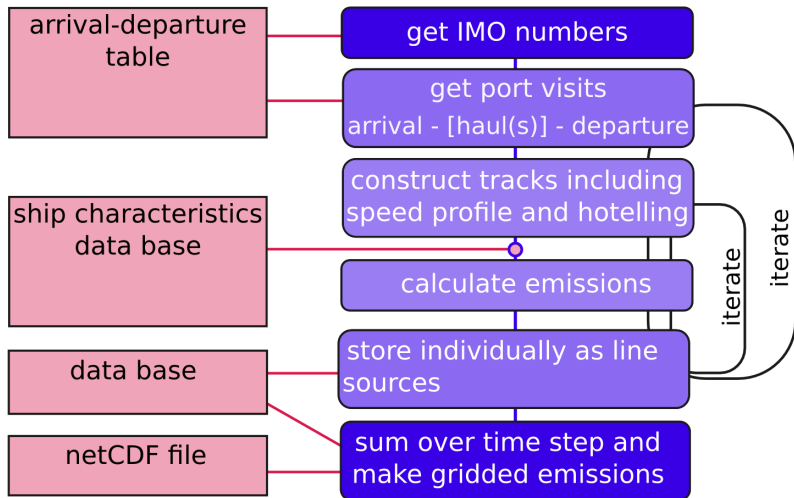 arrival-departure
table
get IMO numbers
get port visits
arrival - [haul(s)] - departure
ship characteristics
data base
construct tracks including
speed profile and hotelling
calculate emissions
iterate
iterate
data base
store individually as line
sources
netCDF file
sum over time step and
make gridded emissions